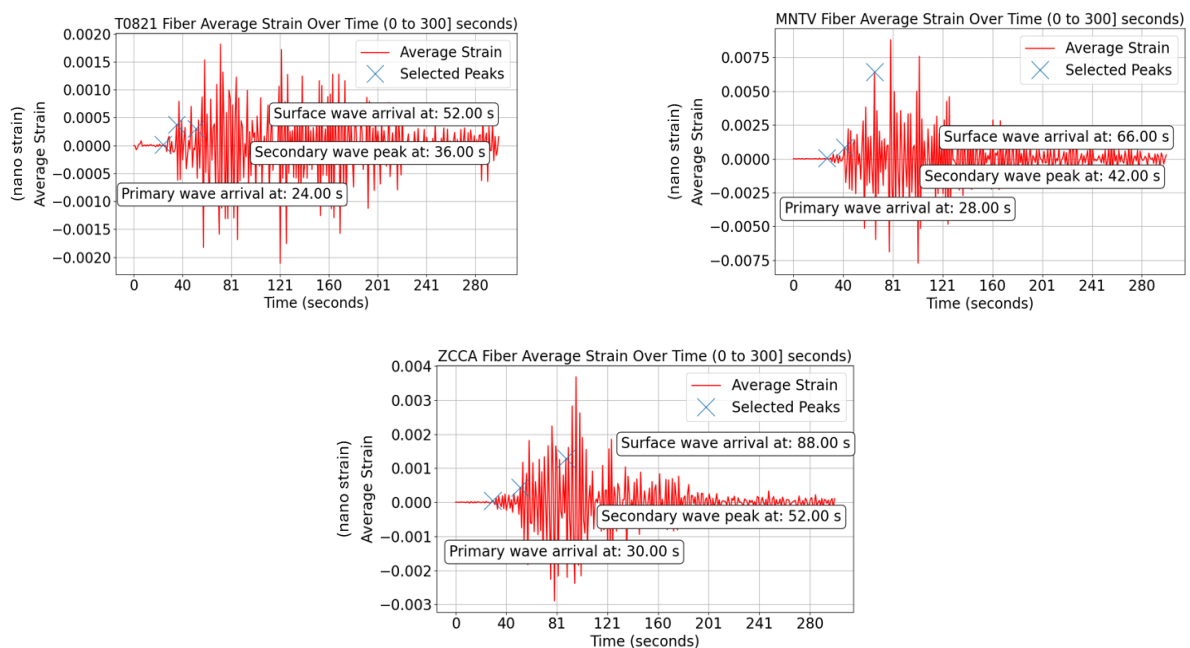 T0821 Fiber Average Strain Over Time (0 to 300] seconds)
0.0020
0.0015
0.0010
0.0005
0.0000
−0.0005
−0.0010
−0.0015
−0.0020
(nano strain)
Average Strain
Average Strain
Selected Peaks
Surface wave arrival at: 52.00 s
Secondary wave peak at: 36.00 s
Primary wave arrival at: 24.00 s
0 40 81 121 161 201 241 280
Time (seconds)
MNTV Fiber Average Strain Over Time (0 to 300] seconds)
0.0075
0.0050
0.0025
0.0000
−0.0025
−0.0050
−0.0075
(nano strain)
Average Strain
Average Strain
Selected Peaks
Surface wave arrival at: 66.00 s
Secondary wave peak at: 42.00 s
Primary wave arrival at: 28.00 s
0 40 81 121 161 201 241 280
Time (seconds)
ZCCA Fiber Average Strain Over Time (0 to 300] seconds)
0.004
0.003
0.002
0.001
0.000
−0.001
−0.002
−0.003
(nano strain)
Average Strain
Average Strain
Selected Peaks
Surface wave arrival at: 88.00 s
Secondary wave peak at: 52.00 s
Primary wave arrival at: 30.00 s
0 40 81 121 160 201 241 280
Time (seconds)